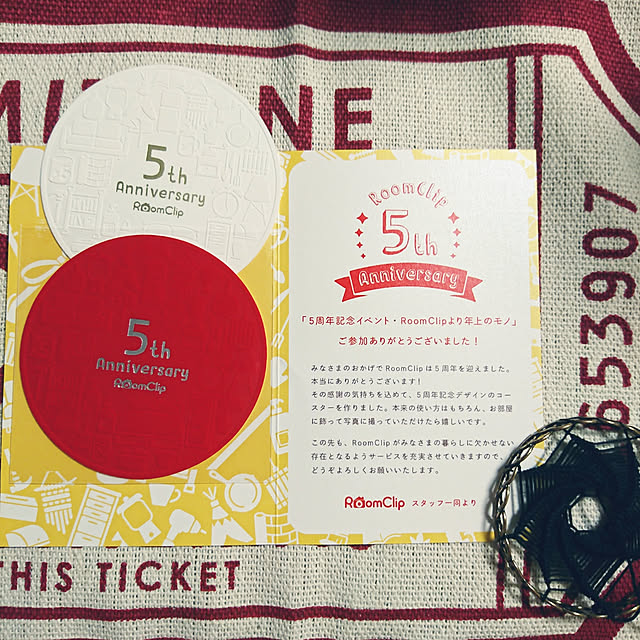 NE
5th
Anniversary
RoomClip
5th
Anniversary
RoomClip
RoomClip
5th
Anniversary
「5周年記念イベント・RoomClipより年上のモノ」
ご参加ありがとうございました！
みなさまのおかげでRoomClipは5周年を迎えました。
本当にありがとうございます！
その感謝の気持ちを込めて、5周年記念デザインのコー
スターを作りました。本来の使い方はもちろん、お部屋
に飾って写真に撮っていただけたら嬉しいです。
この先も、RoomClipがみなさまの暮らしに欠かせない
存在となるようサービスを充実させていきますので、
どうぞよろしくお願いいたします。
RoomClip スタッフ一同より
653907
THIS TICKET